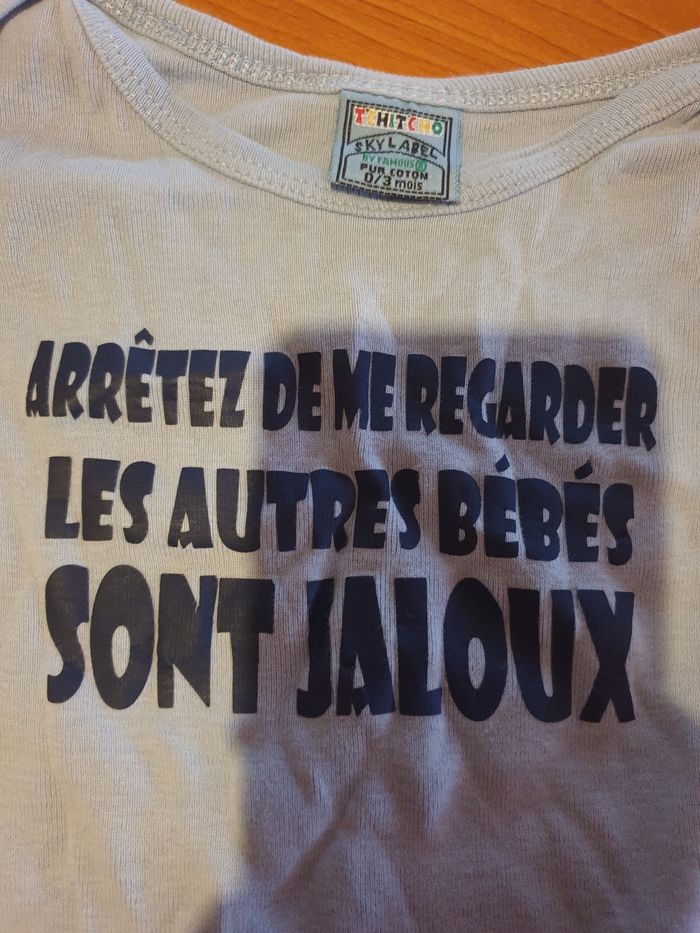 TCHITCHO
SKY LABEL
BY FAMOUS ®
PUR COTON
0/3 mois
ARRÊTEZ DE ME REGARDER
LES AUTRES BÉBÉS
SONT JALOUX